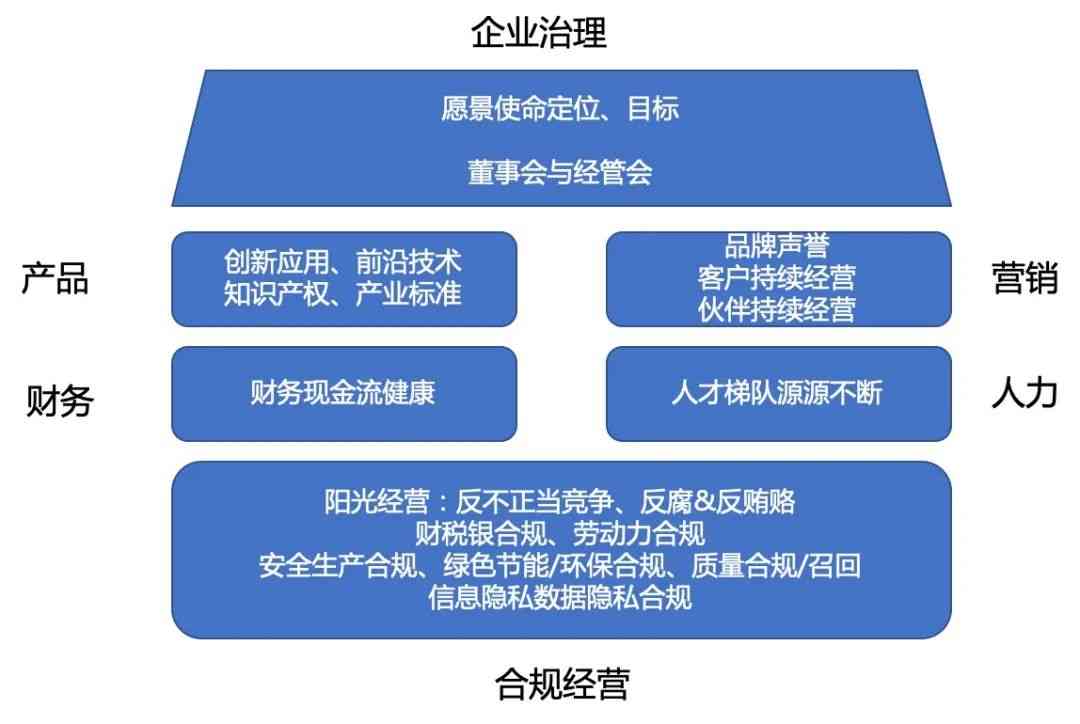 企业治理
愿景使命定位、目标
董事会与经管会
产品
创新应用、前沿技术
知识产权、产业标准
品牌声誉
客户持续经营
伙伴持续经营
营销
财务
财务现金流健康
人才梯队源源不断
人力
阳光经营：反不正当竞争、反腐&反贿赂
财税银合规、劳动力合规
安全生产合规、绿色节能/环保合规、质量合规/召回
信息隐私数据隐私合规
合规经营